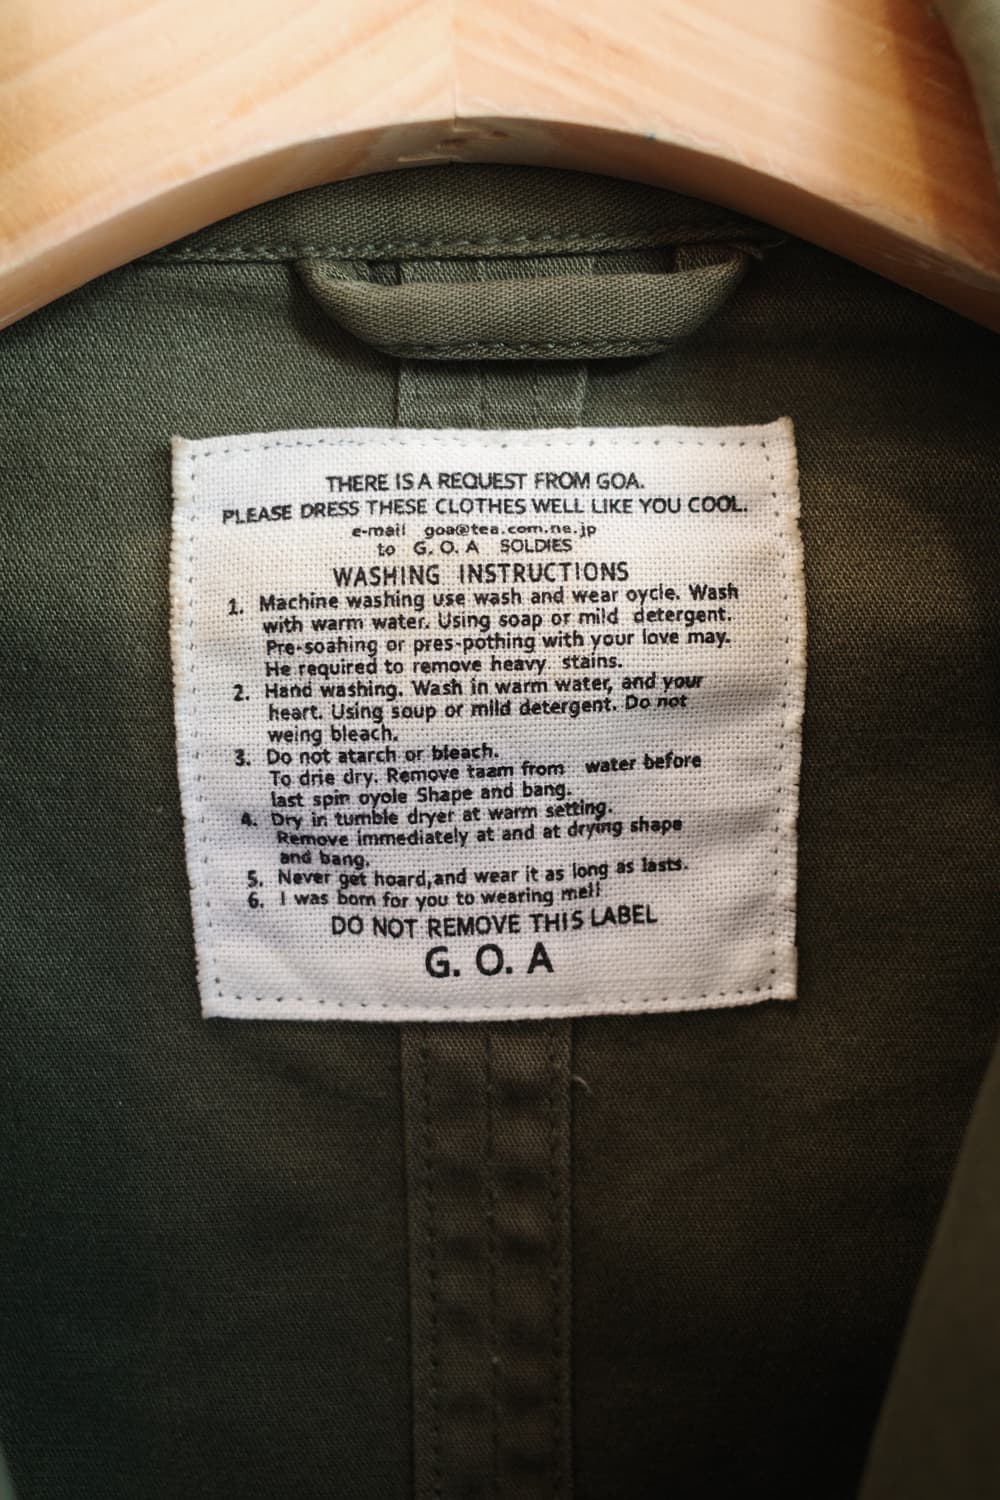 THERE IS A REQUEST FROM GOA.
PLEASE DRESS THESE CLOTHES WELL LIKE YOU COOL.
e-mail goa@tea.com.ne.jp
to G. O. A SOLDIES
WASHING INSTRUCTIONS
1. Machine washing use wash and wear oycle. Wash
with warm water. Using soap or mild detergent.
Pre-soahing or pres-pothing with your love may.
He required to remove heavy. stains.
2. Hand washing. Wash in warm water, and your
heart. Using soup or mild detergent. Do not
weing bleach.
3. Do not atarch or bleach.
To drie dry. Remove taam from water before
last spin oyole Shape and bang.
4. Dry in tumble dryer at warm setting.
Remove immediately at and at drying shape
and bang.
5. Never get hoard,and wear it as long as lasts.
6. I was born for you to wearing mell
DO NOT REMOVE THIS LABEL
G. O. A